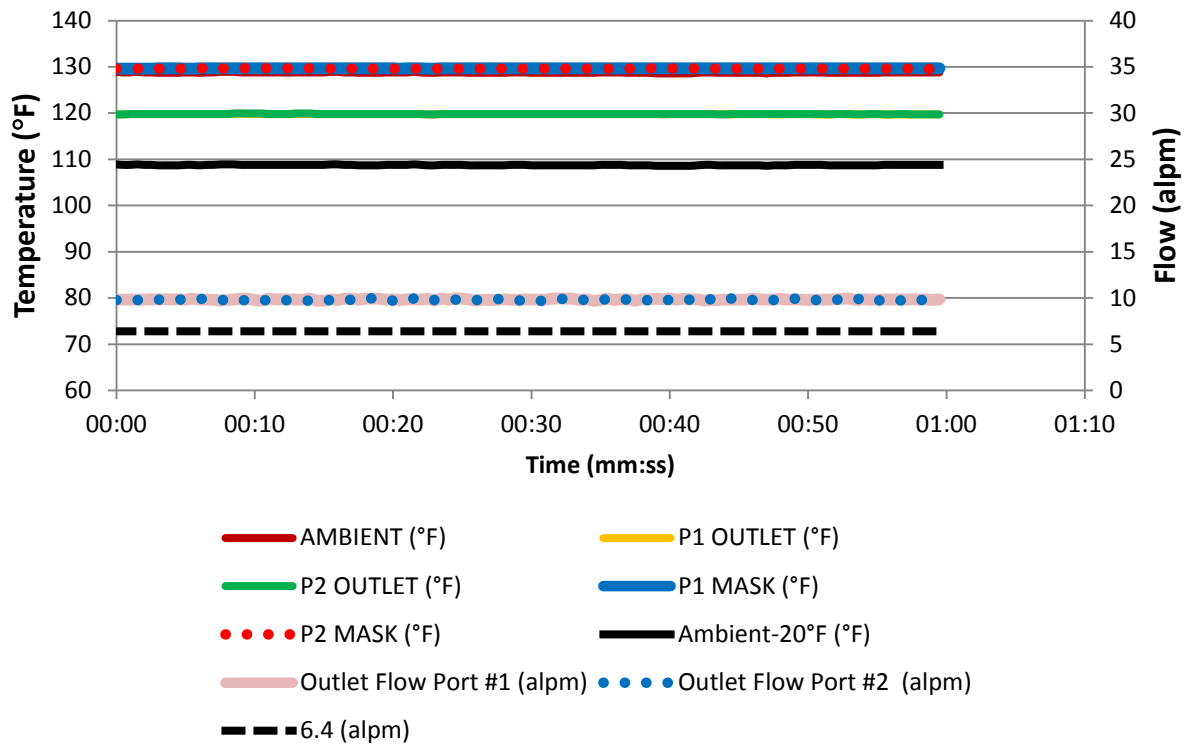 140
130
120
110
100
90
80
70
60
Temperature (°F)
40
35
30
25
20
15
10
5
0
Flow (alpm)
00:00 00:10 00:20 00:30 00:40 00:50 01:00 01:10
Time (mm:ss)
AMBIENT (°F) P1 OUTLET (°F)
P2 OUTLET (°F) P1 MASK (°F)
P2 MASK (°F) Ambient-20°F (°F)
Outlet Flow Port #1 (alpm) Outlet Flow Port #2 (alpm)
6.4 (alpm)